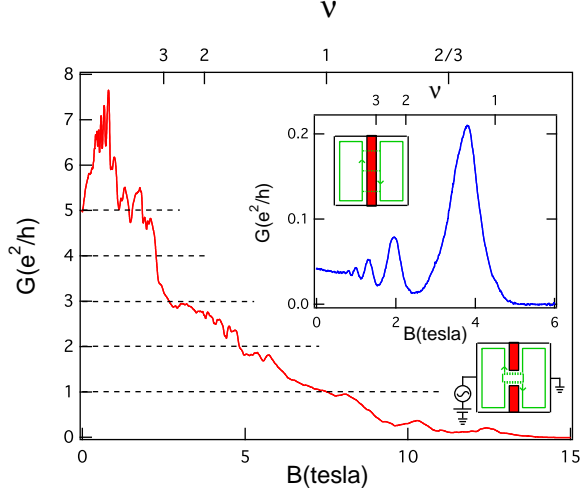 ν
3 2 1 2/3
8
7
6
5
4
3
2
1
0
G(e²/h)
0 5 10 15
B(tesla)
ν
3 2 1
0.2
0.1
0.0
G(e²/h)
0 2 4 6
B(tesla)